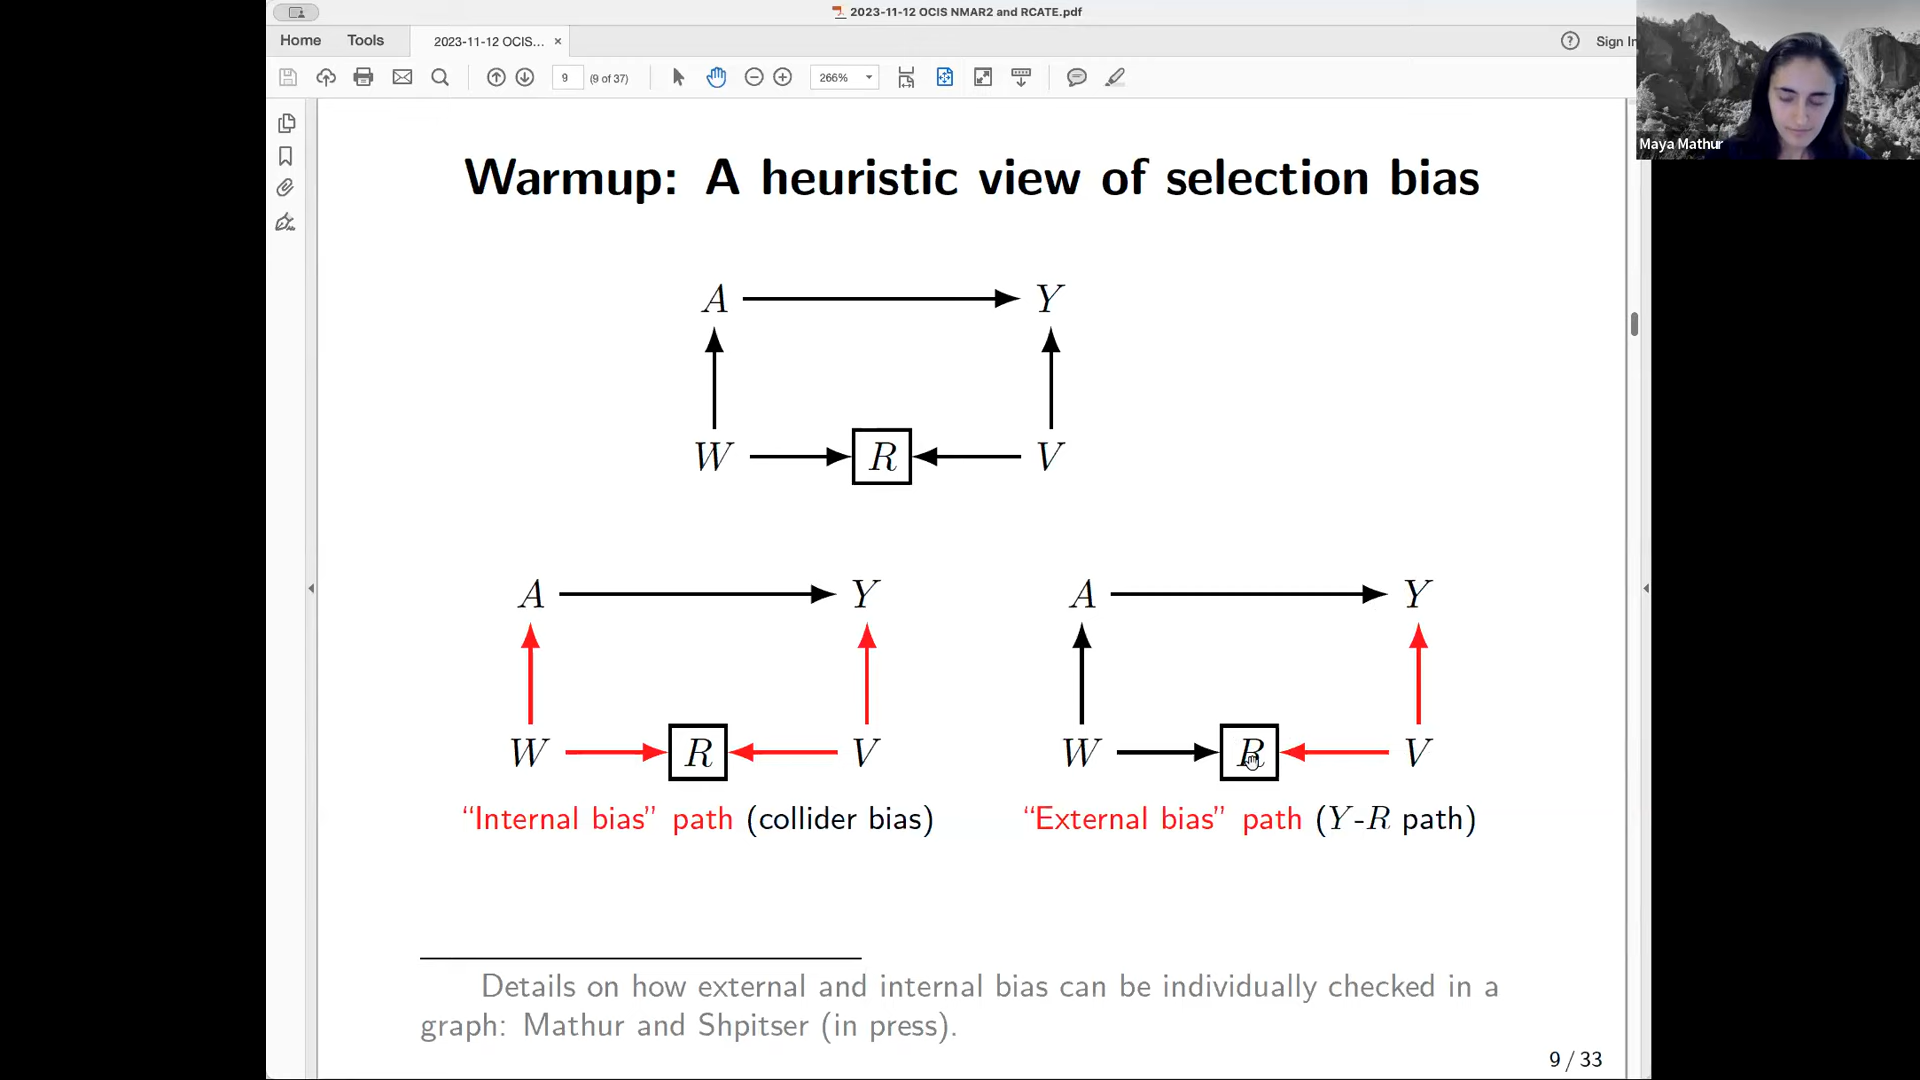 2023-11-12 OCIS NMAR2 and RCATE.pdf
Home Tools 2023-11-12 OCIS... × ? Sign In
9 (9 of 37) 266%
Maya Mathur
Warmup: A heuristic view of selection bias
A Y
W R V
A Y A Y
W R V W R V
“Internal bias” path (collider bias) “External bias” path (Y-R path)
Details on how external and internal bias can be individually checked in a
graph: Mathur and Shpitser (in press).
9 / 33